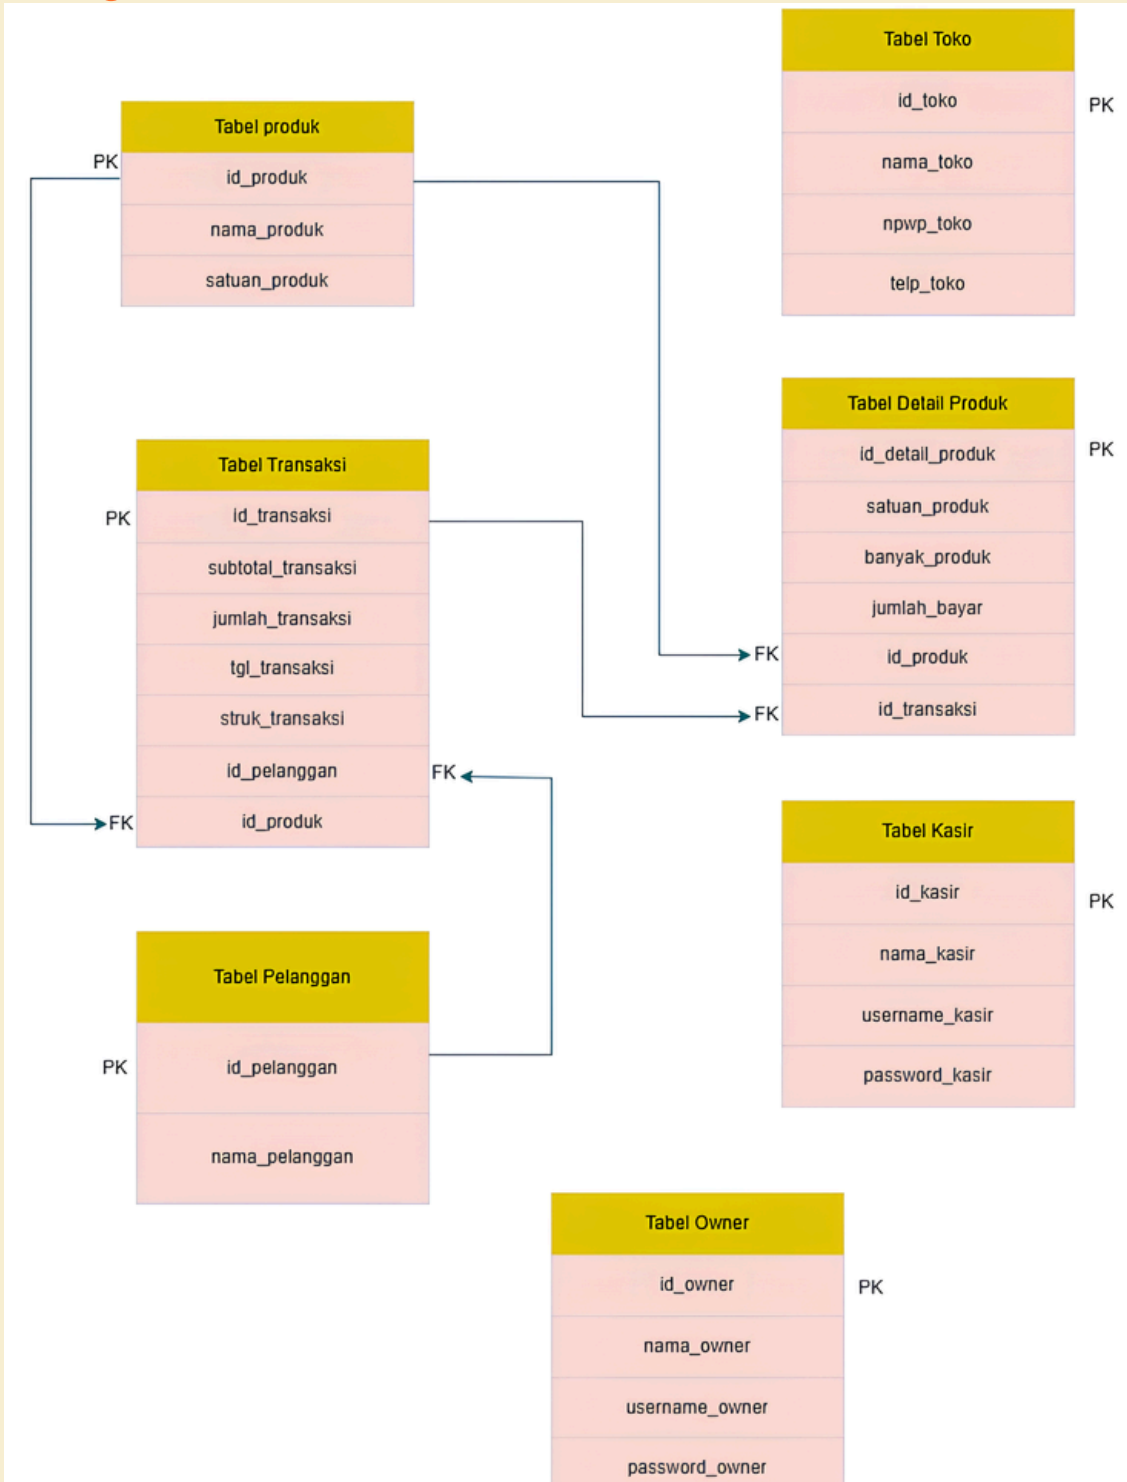 Tabel Toko
id_toko
PK
nama_toko
npwp_toko
telp_toko
Tabel produk
PK
id_produk
nama_produk
satuan_produk
Tabel Detail Produk
id_detail_produk
PK
satuan_produk
banyak_produk
jumlah_bayar
FK
id_produk
FK
id_transaksi
Tabel Transaksi
PK
id_transaksi
subtotal_transaksi
jumlah_transaksi
tgl_transaksi
struk_transaksi
id_pelanggan
FK
FK
id_produk
Tabel Kasir
id_kasir
PK
nama_kasir
username_kasir
password_kasir
Tabel Pelanggan
PK
id_pelanggan
nama_pelanggan
Tabel Owner
id_owner
PK
nama_owner
username_owner
password_owner